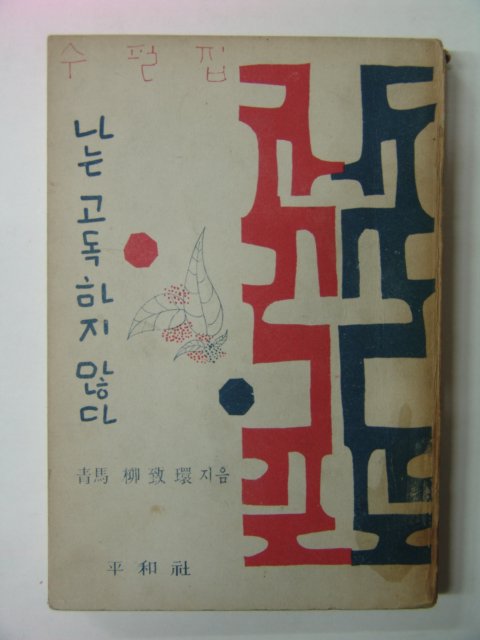 수필집
나는 고독하지 않다
靑馬 柳致環 지음
平和社